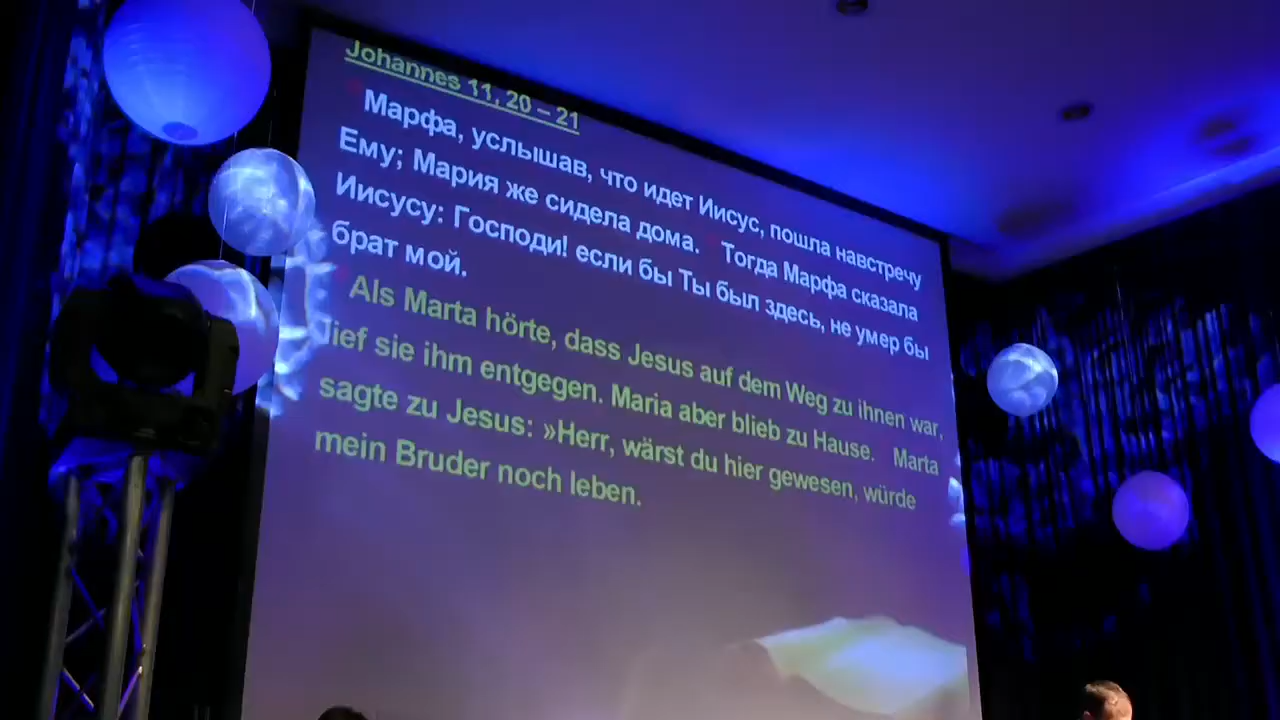 Johannes 11, 20 – 21
Марфа, услышав, что идет Иисус, пошла навстречу
Ему; Мария же сидела дома. Тогда Марфа сказала
Иисусу: Господи! если бы Ты был здесь, не умер бы
брат мой.
Als Marta hörte, dass Jesus auf dem Weg zu ihnen war,
lief sie ihm entgegen. Maria aber blieb zu Hause. Marta
sagte zu Jesus: »Herr, wärst du hier gewesen, würde
mein Bruder noch leben.